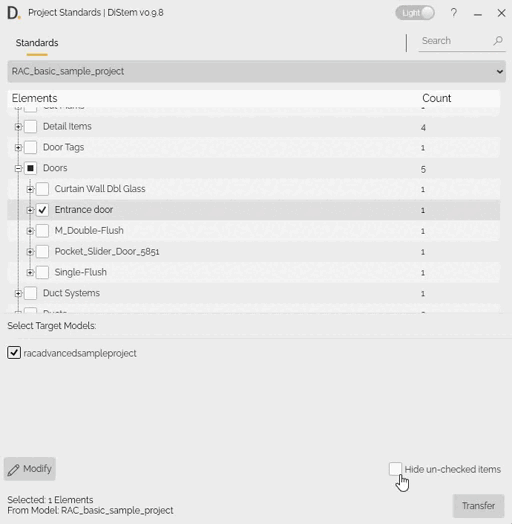 D. Project Standards | DiStem v0.9.8 Light ?
Standards Search
RAC_basic_sample_project
Elements Count
Detail Items 4
Door Tags 1
Doors 5
Curtain Wall Dbl Glass 1
Entrance door 1
M_Double-Flush 1
Pocket_Slider_Door_5851 1
Single-Flush 1
Duct Systems 1
Select Target Models:
racadvancedsampleproject
Modify Hide un-checked items
Selected: 1 Elements
From Model: RAC_basic_sample_project
Transfer